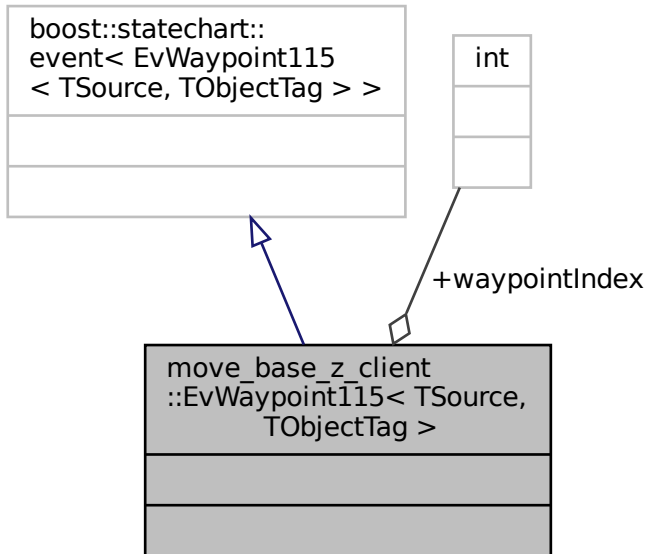 boost::statechart::
event< EvWaypoint115
< TSource, TObjectTag > >
int
+waypointIndex
move_base_z_client
::EvWaypoint115< TSource,
TObjectTag >